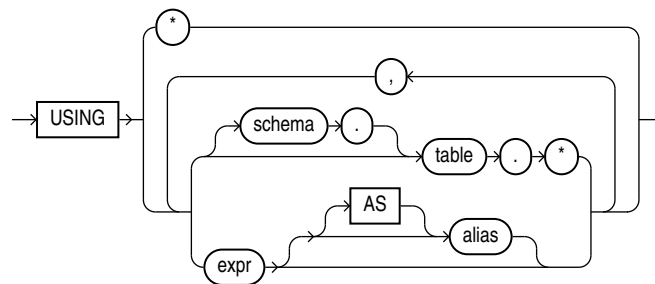 *
,
USING
schema .
table . *
AS
alias
expr